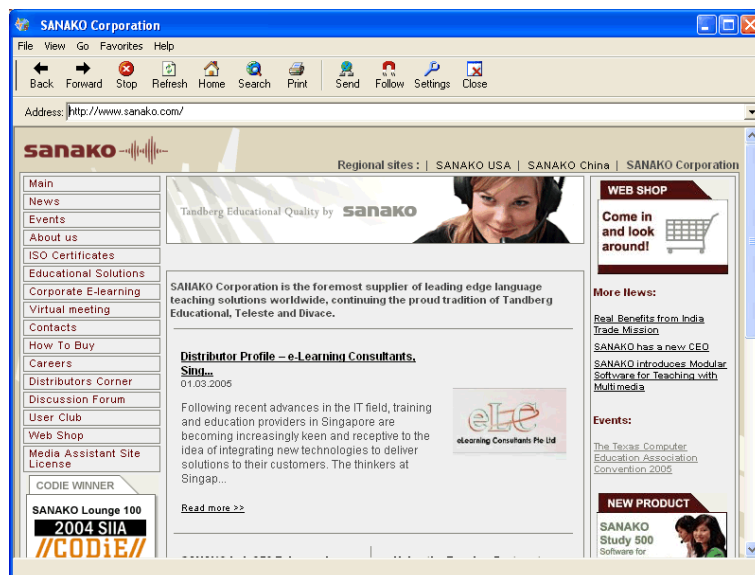 SANAKO Corporation
File View Go Favorites Help
Back Forward Stop Refresh Home Search Print Send Follow Settings Close
Address: http://www.sanako.com/
sanako
Regional sites : | SANAKO USA | SANAKO China | SANAKO Corporation
Main
News
Events
About us
ISO Certificates
Educational Solutions
Corporate E-learning
Virtual meeting
Contacts
How To Buy
Careers
Distributors Corner
Discussion Forum
User Club
Web Shop
Media Assistant Site
License
CODIE WINNER
SANAKO Lounge 100
2004 SIIA
//CODiE//
Tandberg Educational Quality by sanako
SANAKO Corporation is the foremost supplier of leading edge language
teaching solutions worldwide, continuing the proud tradition of Tandberg
Educational, Teleste and Divace.
Distributor Profile – e-Learning Consultants,
Sing...
01.03.2005
Following recent advances in the IT field, training
and education providers in Singapore are
becoming increasingly keen and receptive to the
idea of integrating new technologies to deliver
solutions to their customers. The thinkers at
Singap...
Read more >>
eLC
eLearning Consultants Pte Ltd
WEB SHOP
Come in
and look
around!
More News:
Real Benefits from India
Trade Mission
SANAKO has a new CEO
SANAKO introduces Modular
Software for Teaching with
Multimedia
Events:
The Texas Computer
Education Association
Convention 2005
NEW PRODUCT
SANAKO
Study 500
Software for